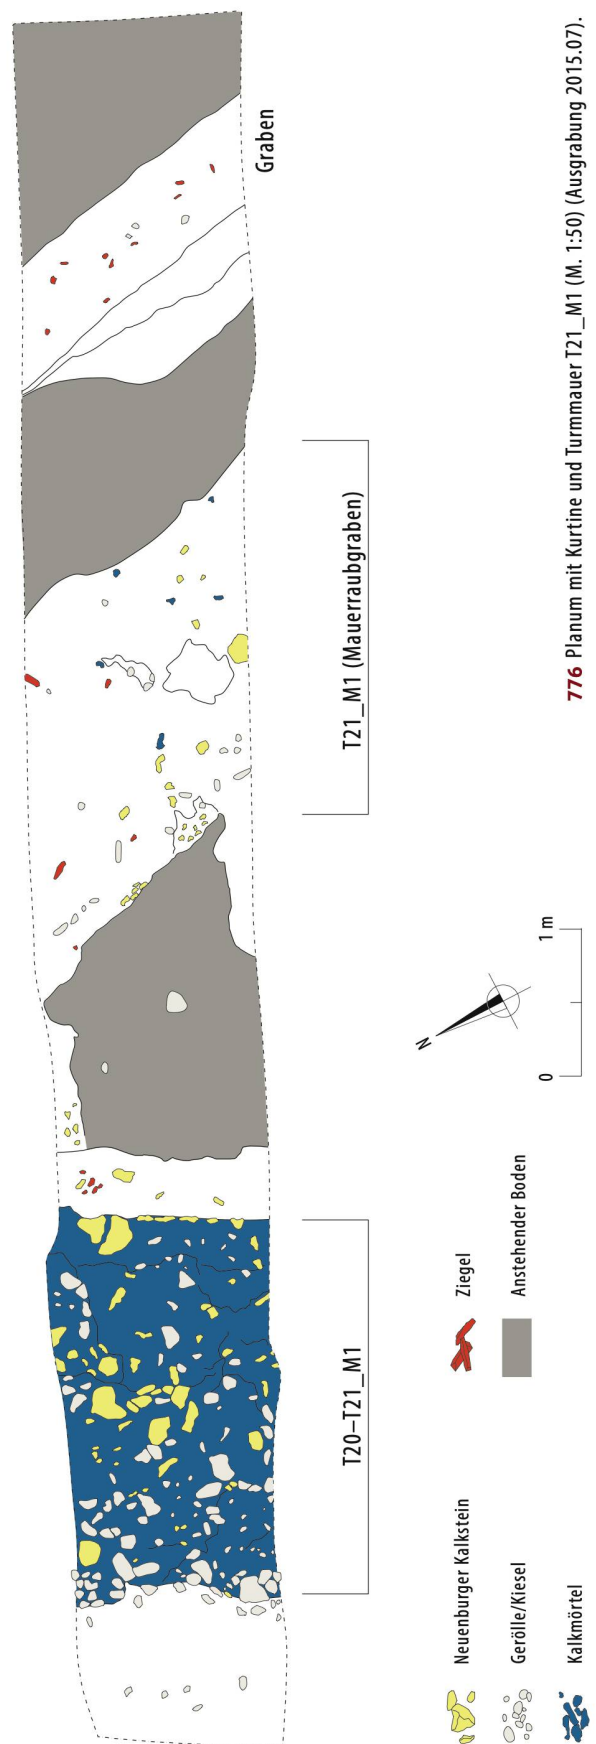 Graben
T21_M1 (Mauerraubgraben)
T20–T21_M1
N
0 1 m
Neuenburger Kalkstein
Gerölle/Kiesel
Kalkmörtel
Ziegel
Anstehender Boden
776 Planum mit Kurtine und Turmmauer T21_M1 (M. 1:50) (Ausgrabung 2015.07).